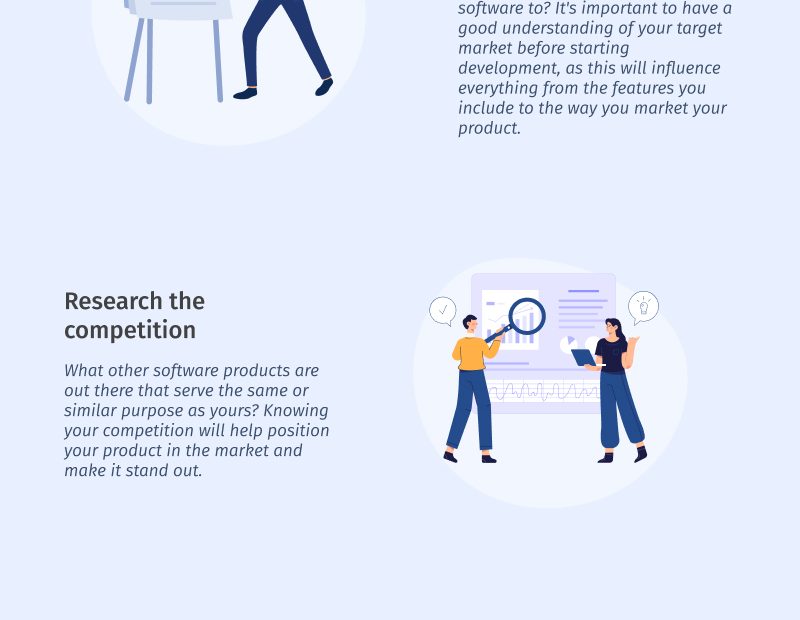 software to? It's important to have a
good understanding of your target
market before starting
development, as this will influence
everything from the features you
include to the way you market your
product.
Research the
competition
What other software products are
out there that serve the same or
similar purpose as yours? Knowing
your competition will help position
your product in the market and
make it stand out.